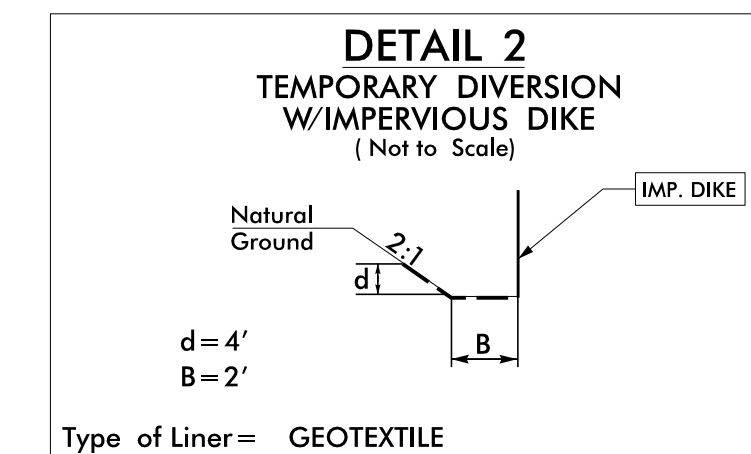 DETAIL 2
TEMPORARY DIVERSION
W/IMPERVIOUS DIKE
( Not to Scale)
IMP. DIKE
Natural
Ground
2:1
d
B
d=4'
B=2'
Type of Liner= GEOTEXTILE